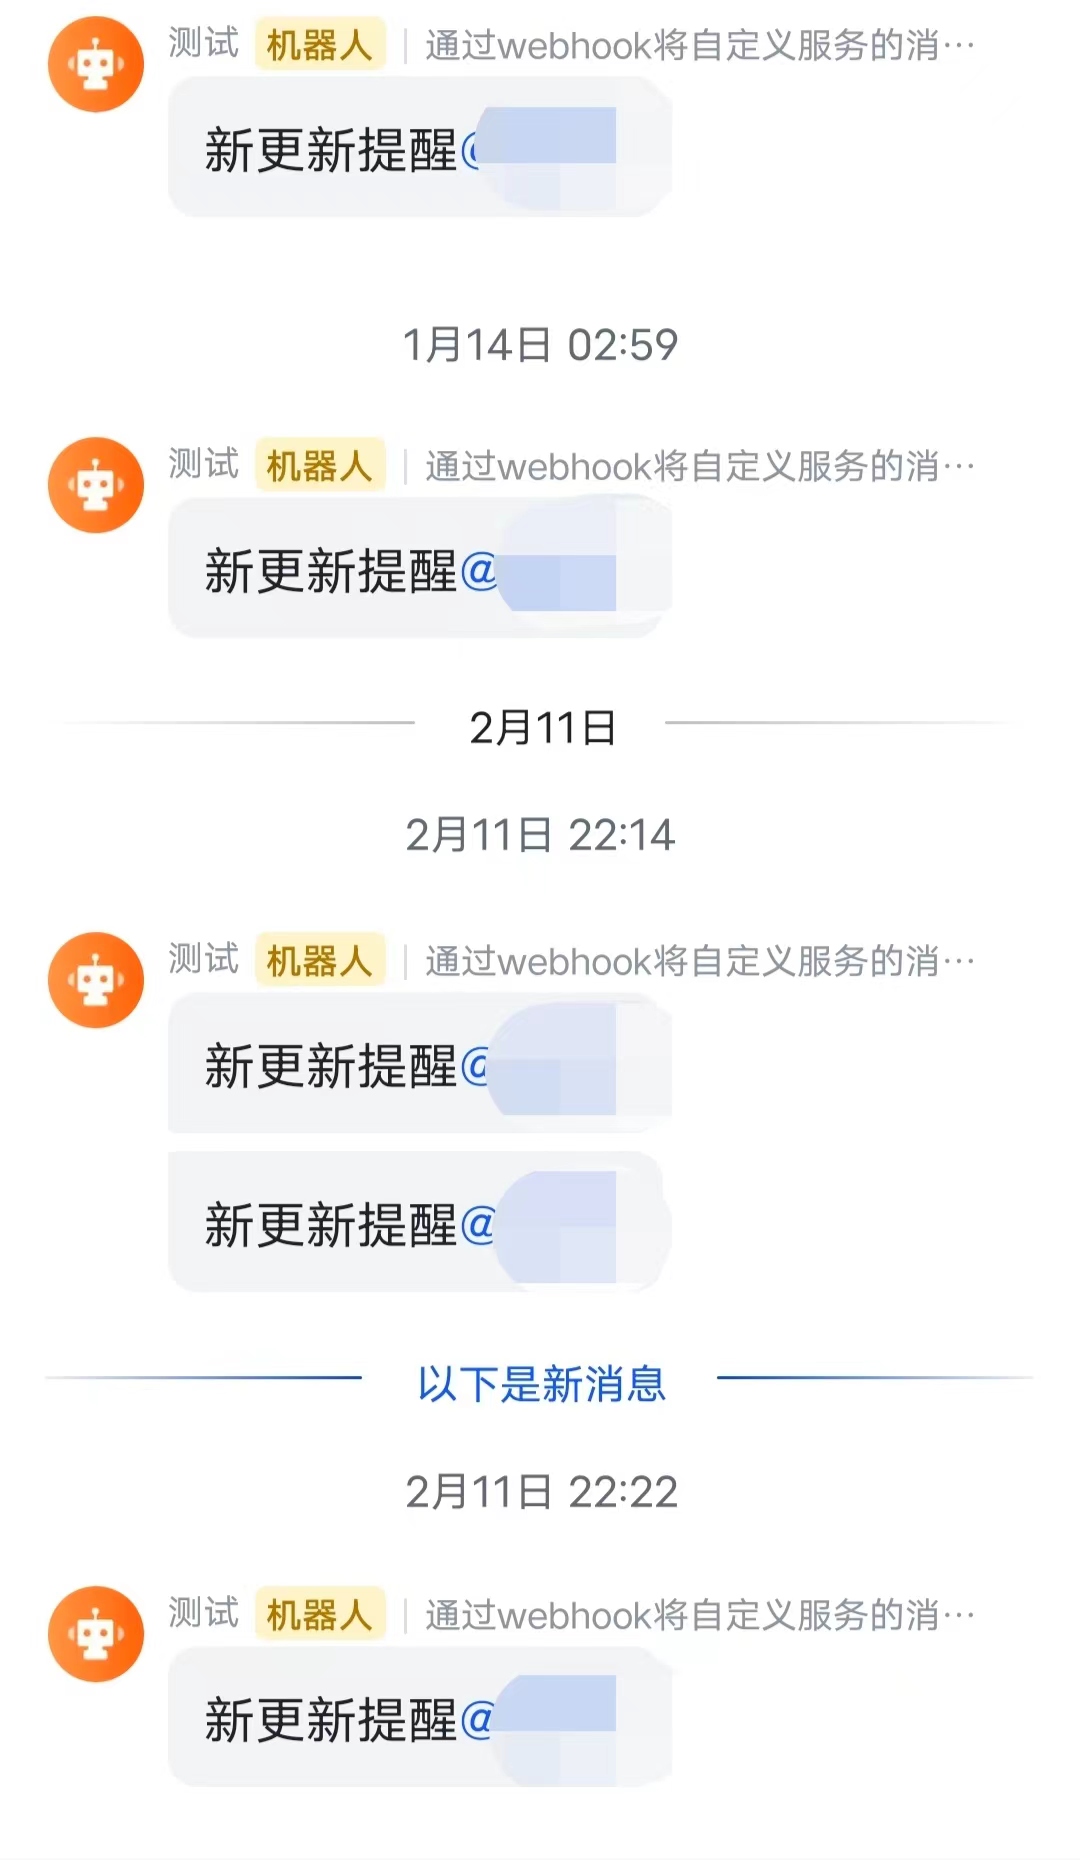 测试 机器人 | 通过webhook将自定义服务的消…
新更新提醒@
1月14日 02:59
测试 机器人 | 通过webhook将自定义服务的消…
新更新提醒@
2月11日
2月11日 22:14
测试 机器人 | 通过webhook将自定义服务的消…
新更新提醒@
新更新提醒@
以下是新消息
2月11日 22:22
测试 机器人 | 通过webhook将自定义服务的消…
新更新提醒@